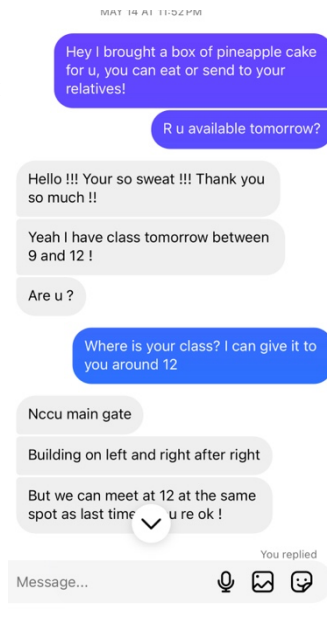 MAY 14 AT 11:52 PM
Hey I brought a box of pineapple cake
for u, you can eat or send to your
relatives!
R u available tomorrow?
Hello !!! Your so sweat !!! Thank you
so much !!
Yeah I have class tomorrow between
9 and 12 !
Are u ?
Where is your class? I can give it to
you around 12
Nccu main gate
Building on left and right after right
But we can meet at 12 at the same
spot as last time u re ok !
You replied
Message...